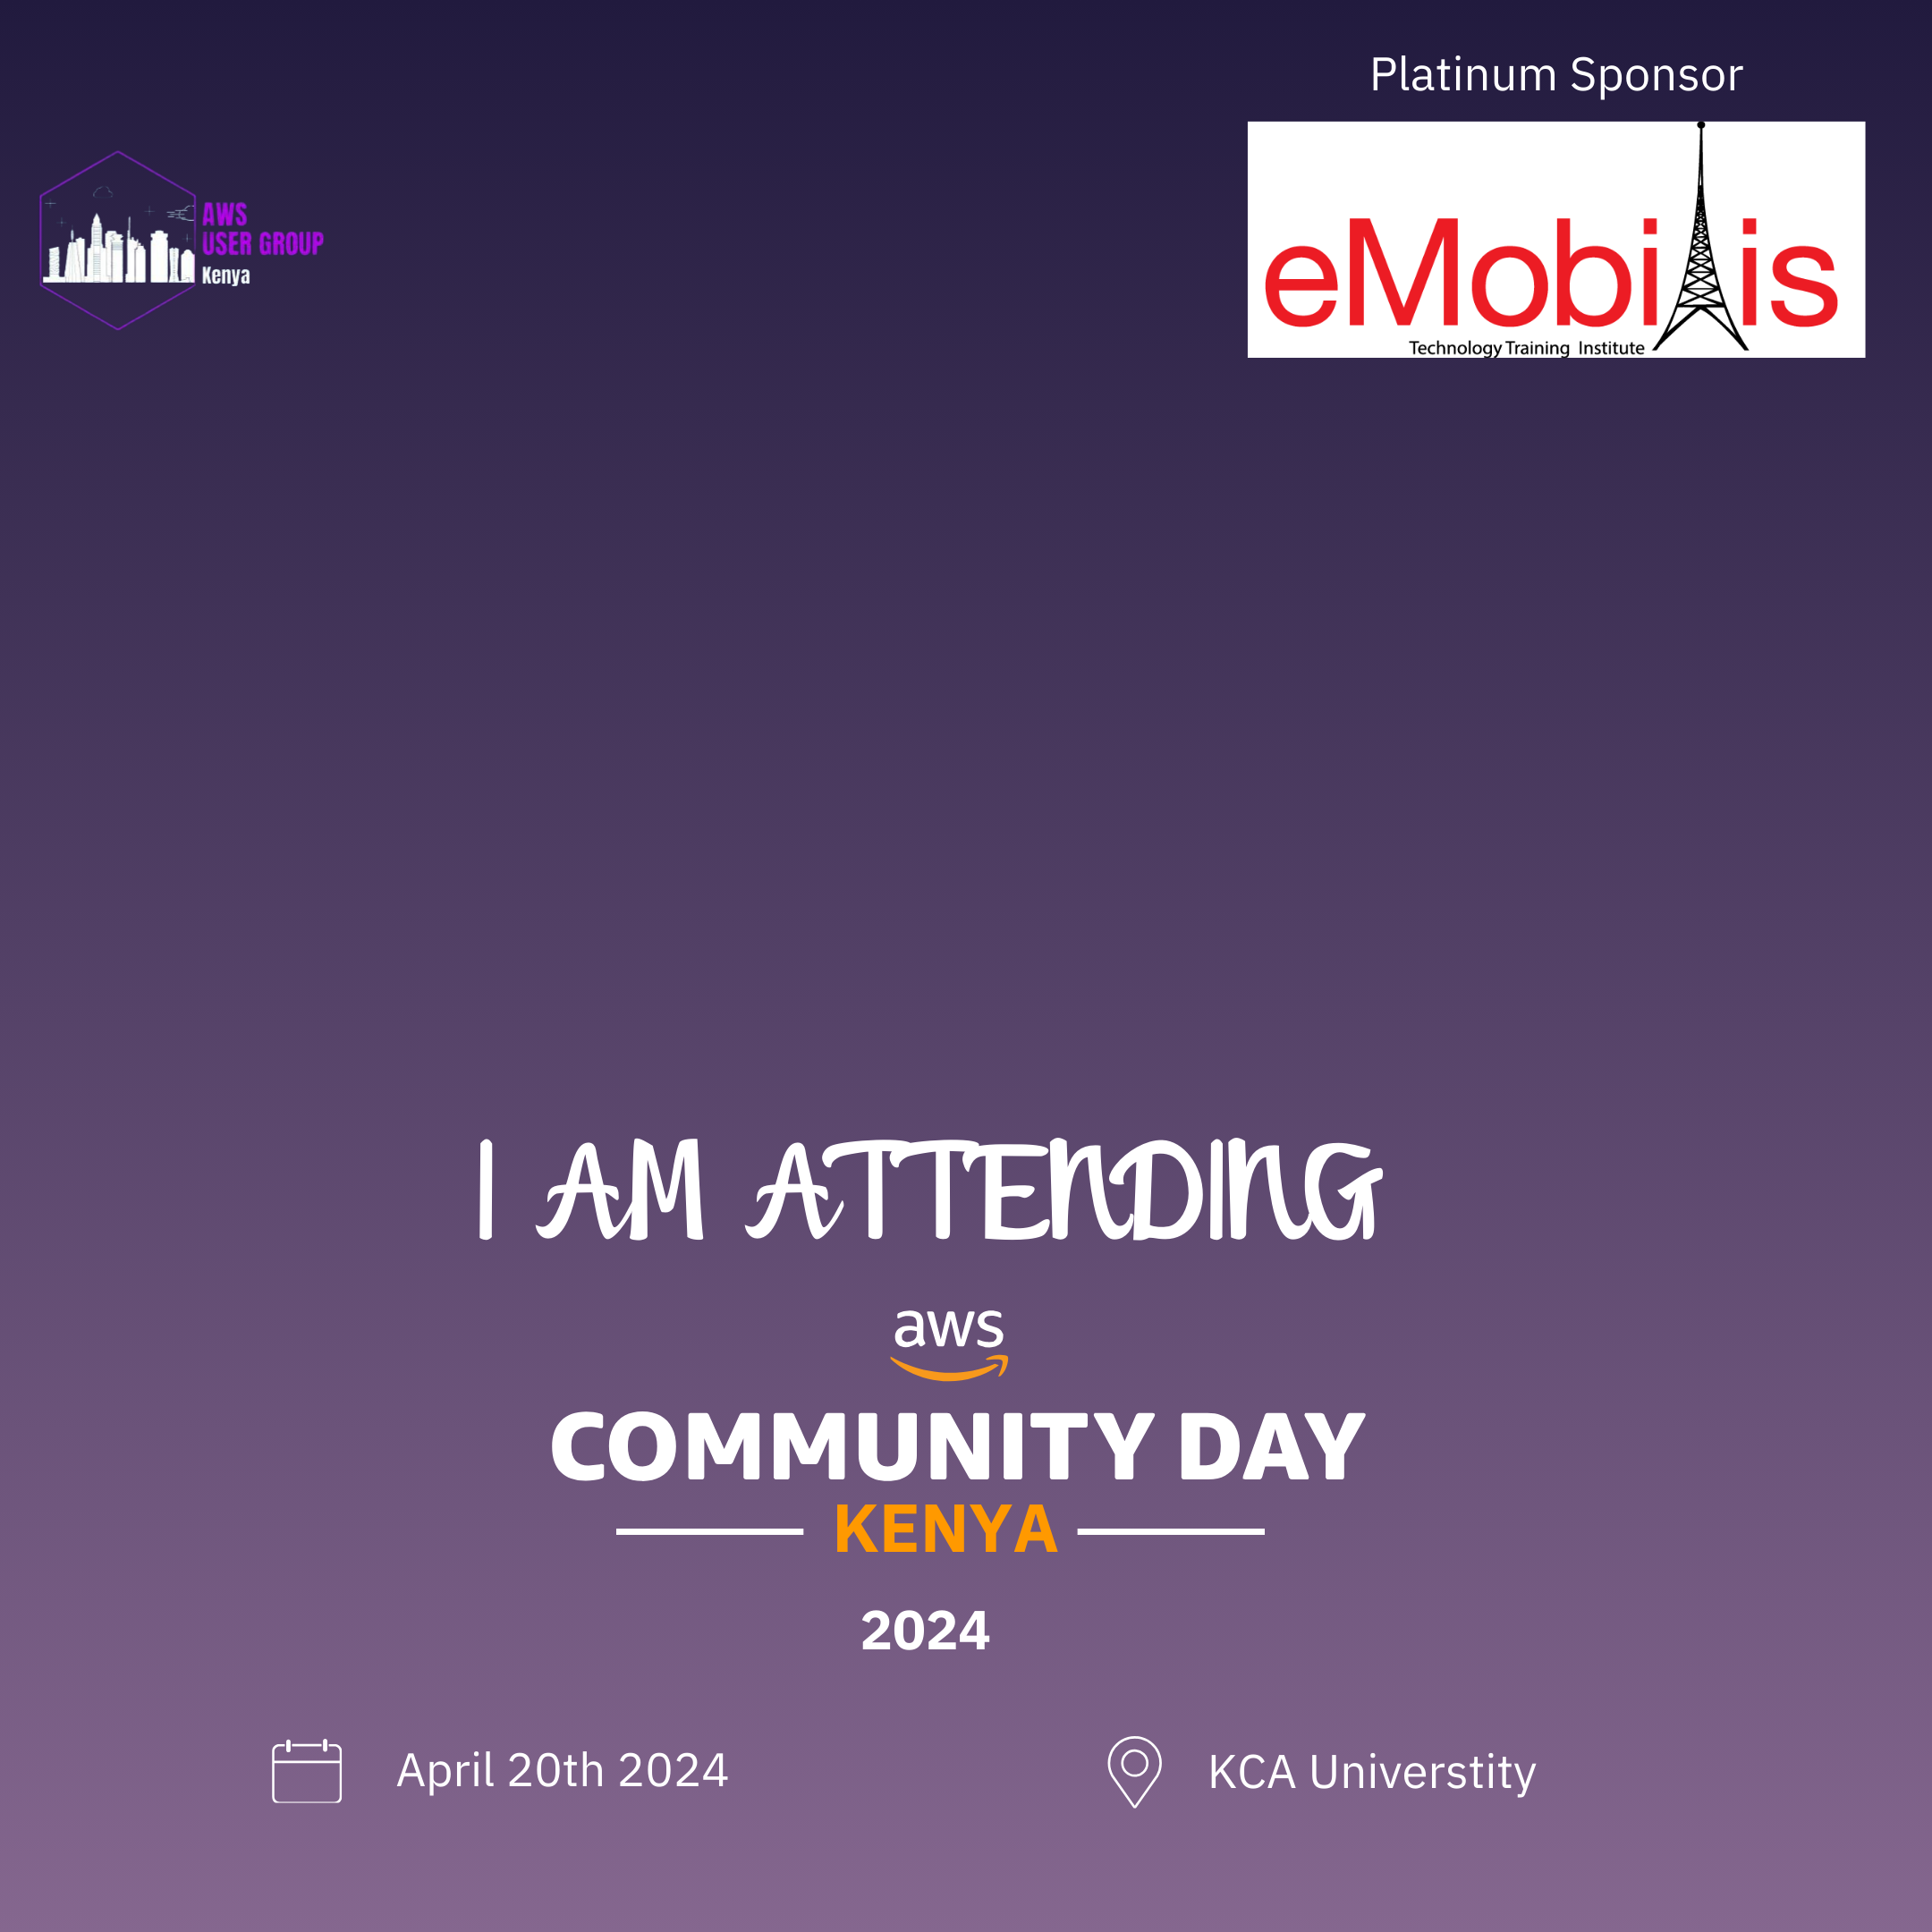 Platinum Sponsor
AWS
USER GROUP
Kenya
eMobilis
Technology Training Institute
I AM ATTENDING
aws
COMMUNITY DAY
KENYA
2024
April 20th 2024
KCA Universtity